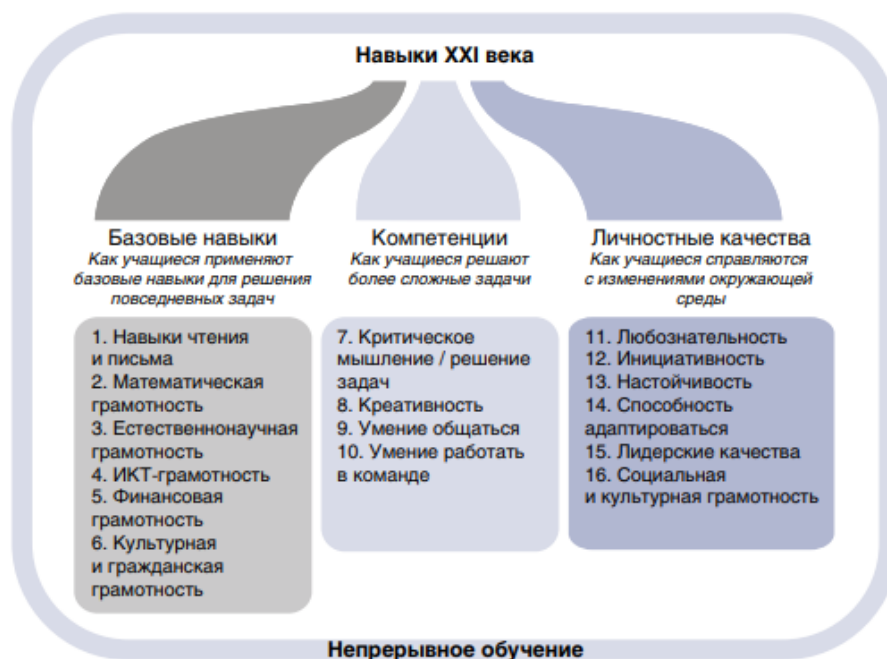 Навыки XXI века
Базовые навыки
Как учащиеся применяют
базовые навыки для решения
повседневных задач
1. Навыки чтения
и письма
2. Математическая
грамотность
3. Естественнонаучная
грамотность
4. ИКТ-грамотность
5. Финансовая
грамотность
6. Культурная
и гражданская
грамотность
Компетенции
Как учащиеся решают
более сложные задачи
7. Критическое
мышление / решение
задач
8. Креативность
9. Умение общаться
10. Умение работать
в команде
Личностные качества
Как учащиеся справляются
с изменениями окружающей
среды
11. Любознательность
12. Инициативность
13. Настойчивость
14. Способность
адаптироваться
15. Лидерские качества
16. Социальная
и культурная грамотность
Непрерывное обучение